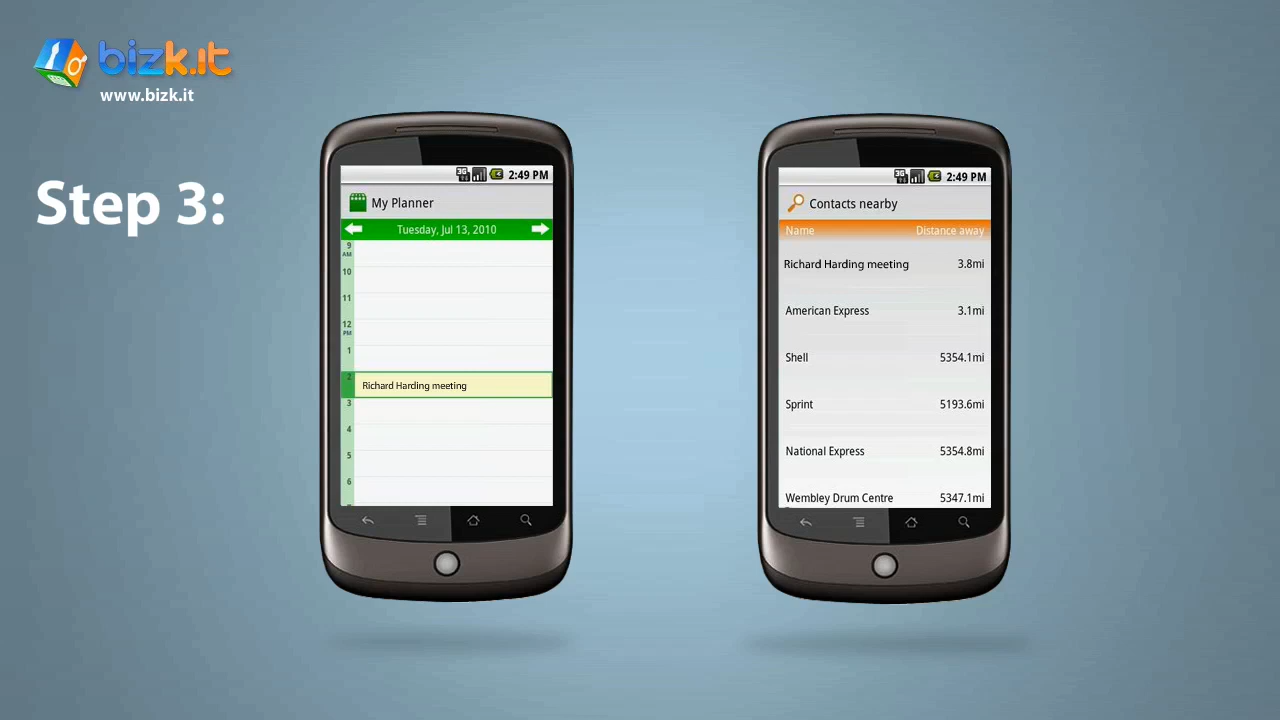 bizk.it
www.bizk.it
Step 3:
3G
2:49 PM
My Planner
Tuesday, Jul 13, 2010
9
AM
10
11
12
PM
1
2
Richard Harding meeting
3
4
5
6
3G
2:49 PM
Contacts nearby
Name Distance away
Richard Harding meeting 3.8mi
American Express 3.1mi
Shell 5354.1mi
Sprint 5193.6mi
National Express 5354.8mi
Wembley Drum Centre 5347.1mi